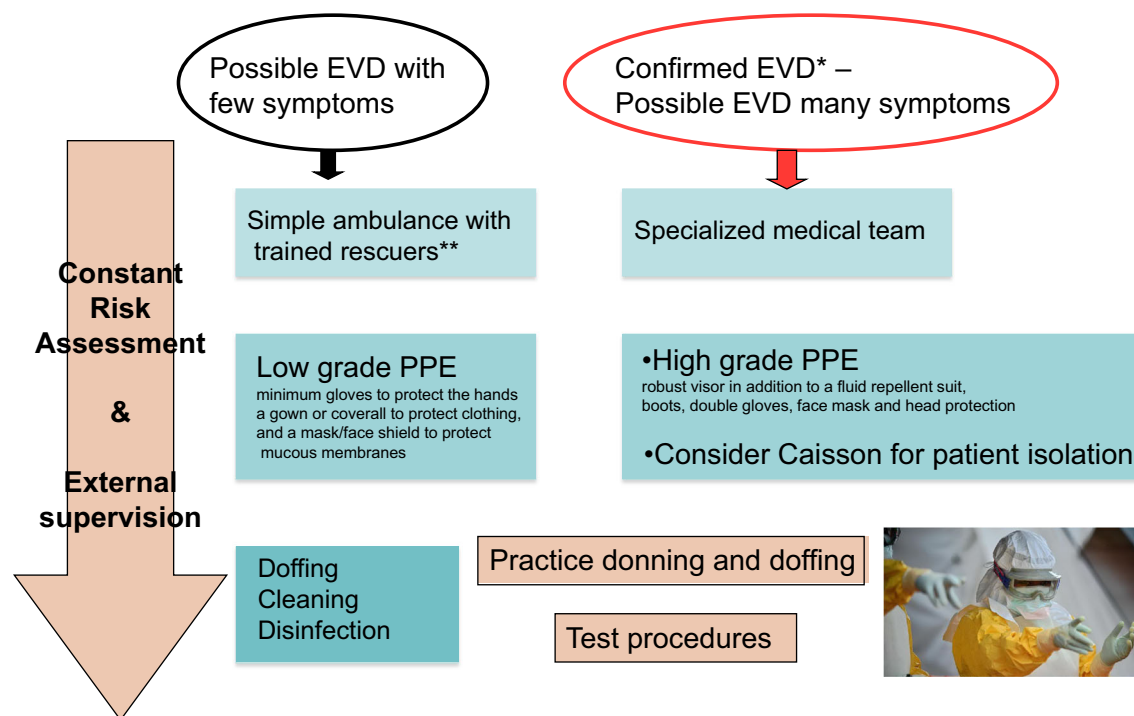 Possible EVD with
few symptoms
Confirmed EVD* –
Possible EVD many symptoms
Simple ambulance with
trained rescuers**
Specialized medical team
Constant
Risk
Assessment
&
External
supervision
Low grade PPE
minimum gloves to protect the hands
a gown or coverall to protect clothing,
and a mask/face shield to protect
mucous membranes
•High grade PPE
robust visor in addition to a fluid repellent suit,
boots, double gloves, face mask and head protection
•Consider Caisson for patient isolation
Doffing
Cleaning
Disinfection
Practice donning and doffing
Test procedures